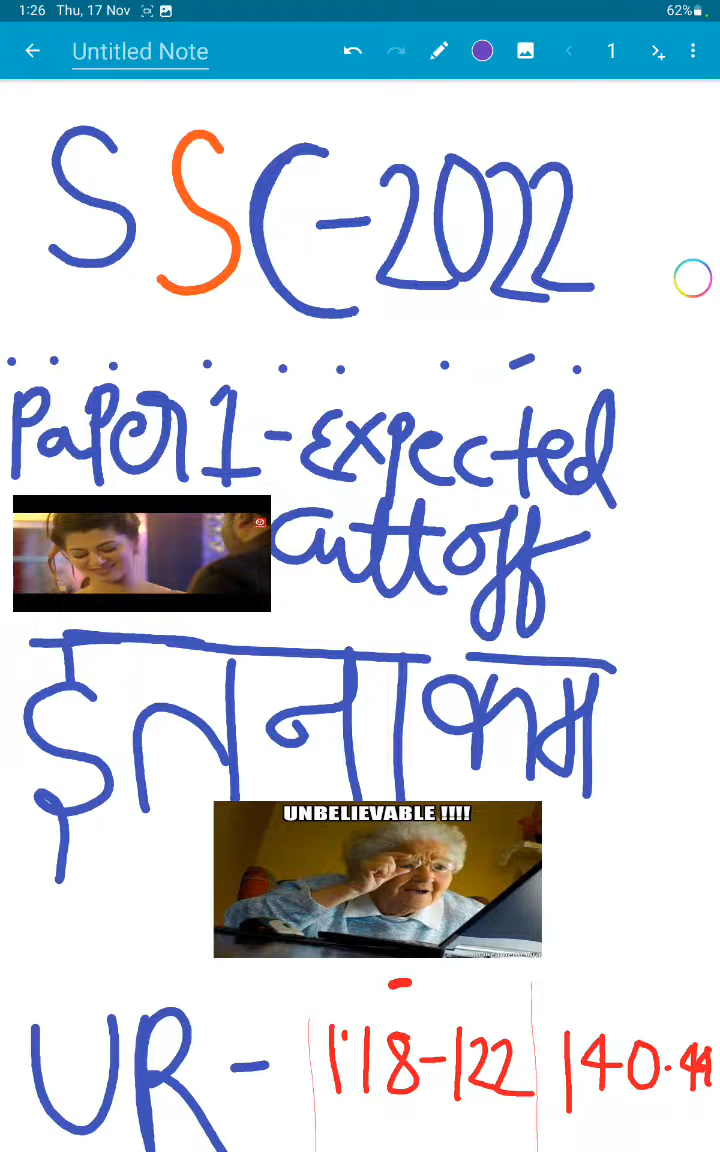 1:26 Thu, 17 Nov 62%
Untitled Note 1
SSC-2022
Paper 1 - Expected
cuttoff
इतना कम
UNBELIEVABLE !!!!
UR - 118-122 140.44